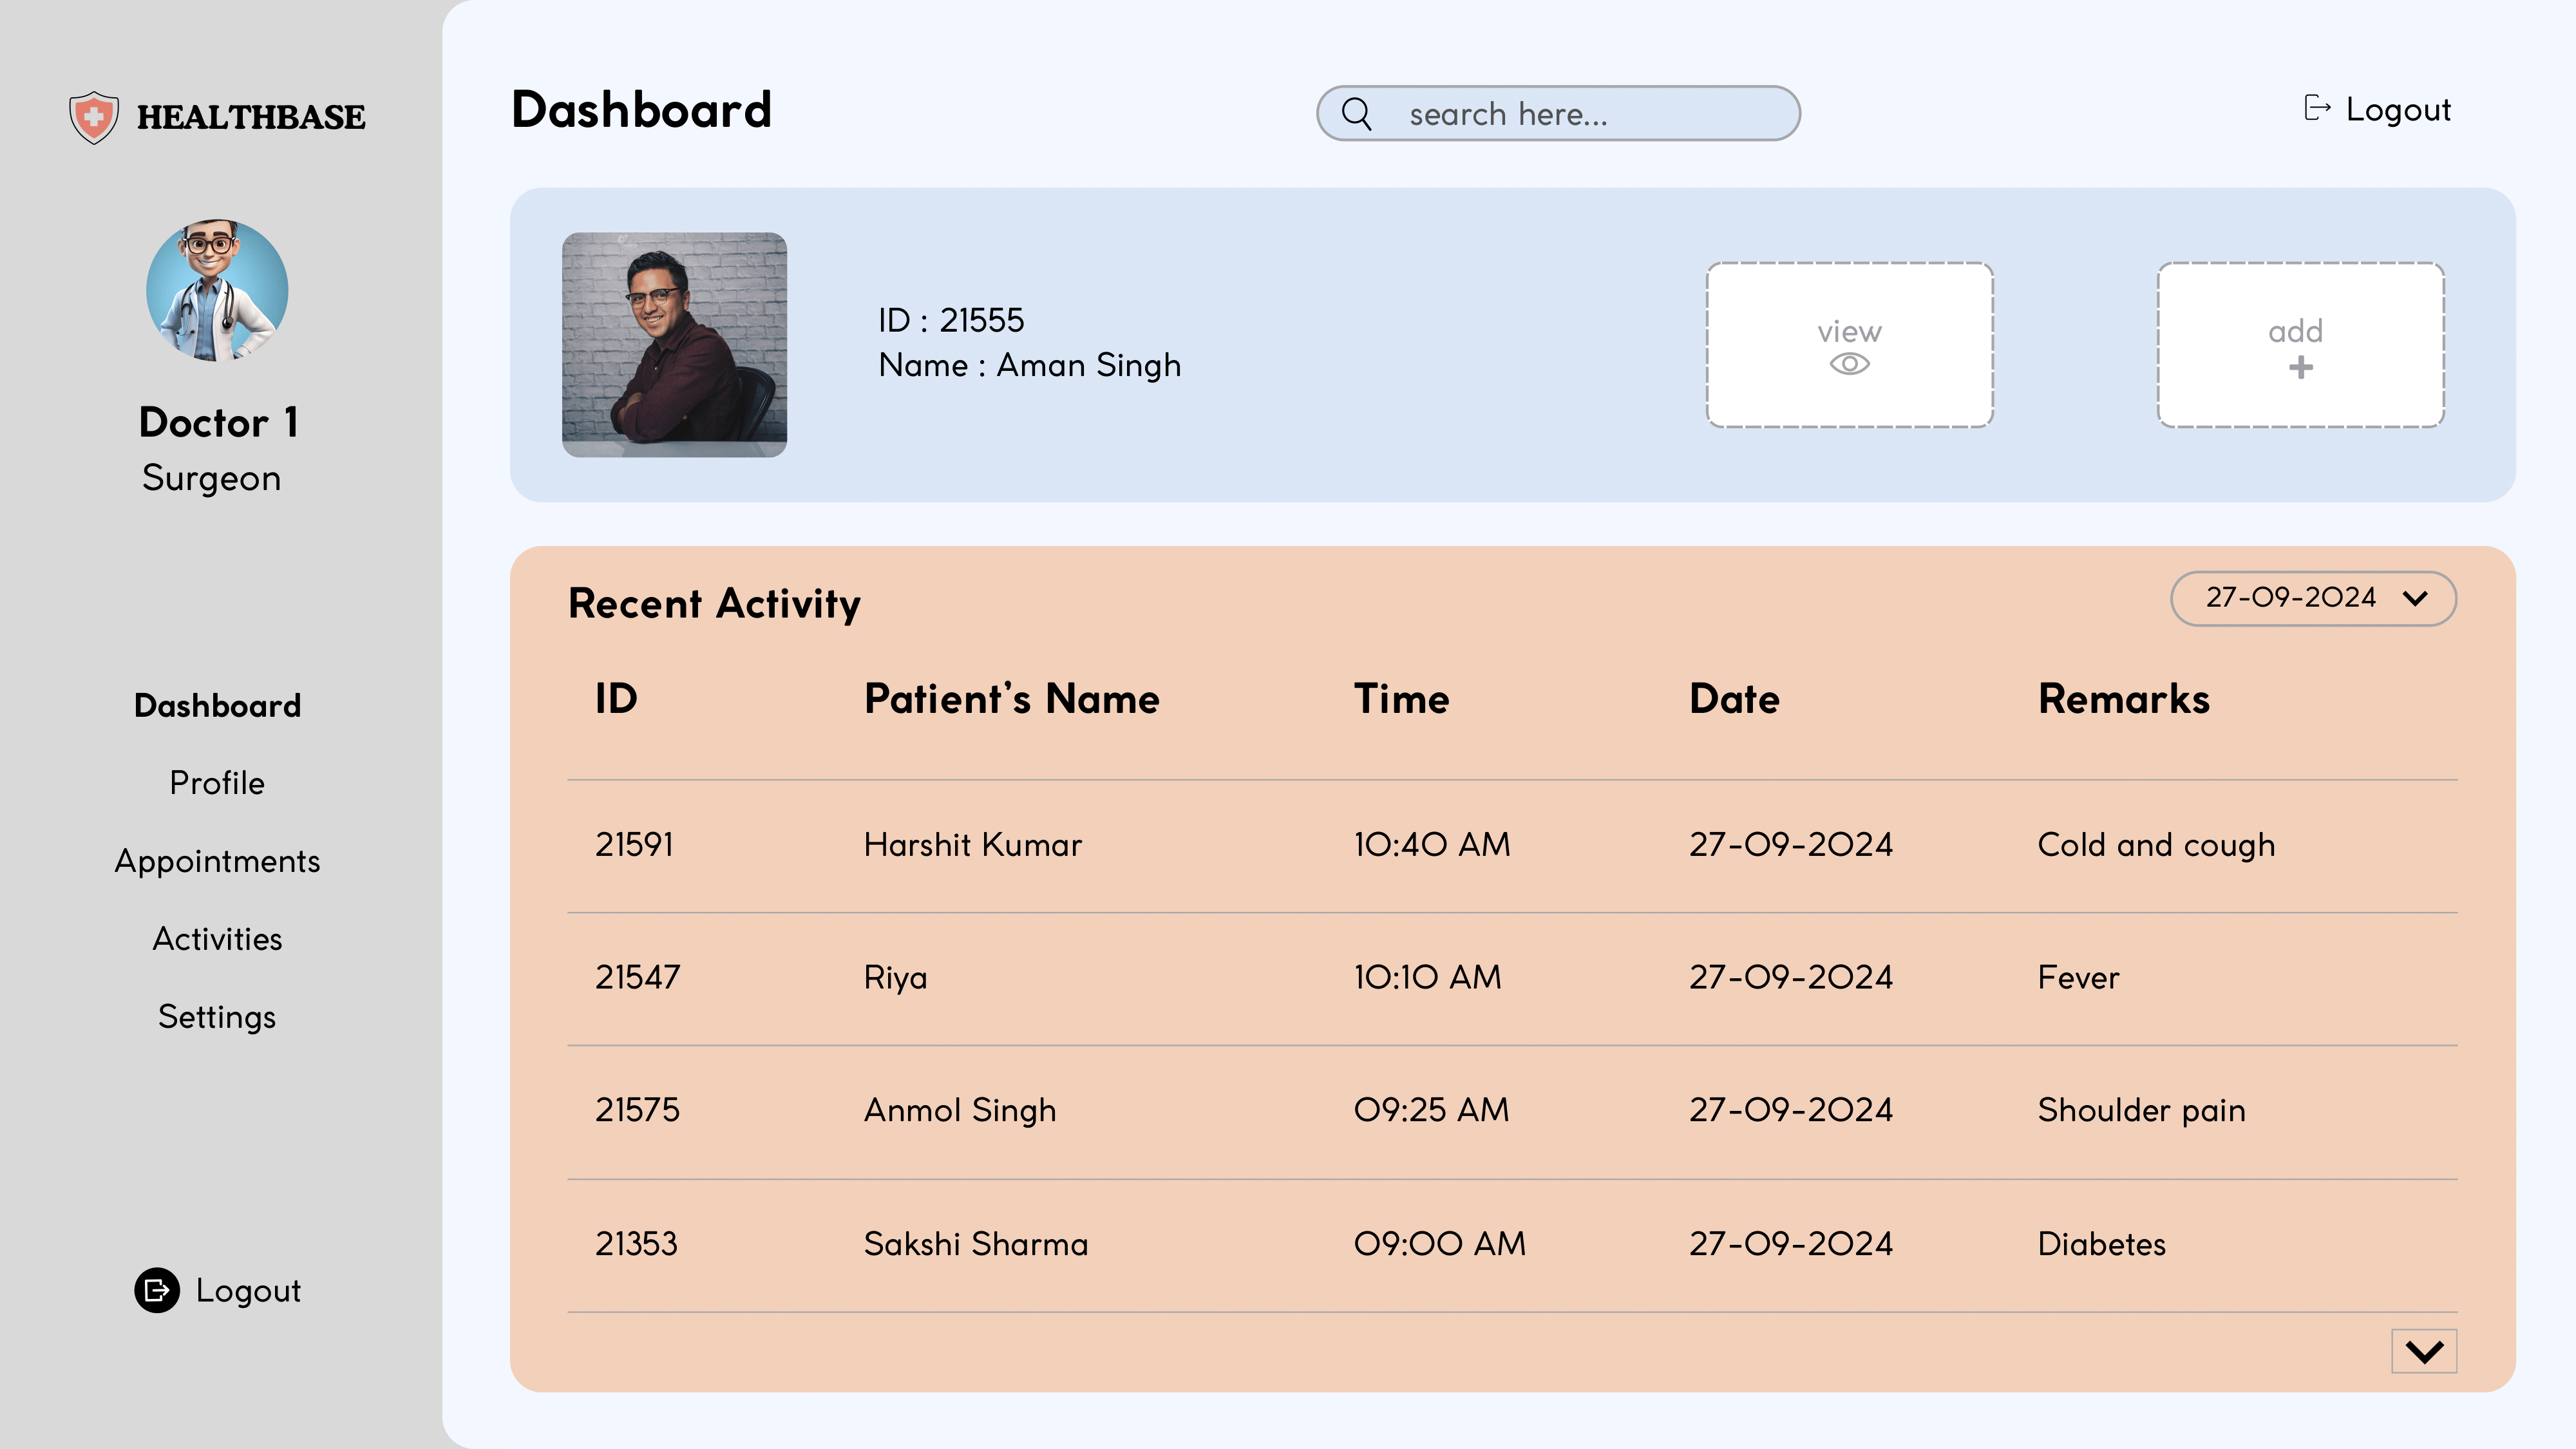 HEALTHBASE
Doctor 1
Surgeon
Dashboard
Profile
Appointments
Activities
Settings
Logout
Dashboard
search here...
Logout
ID : 21555
Name : Aman Singh
view
add
Recent Activity
27-09-2024
ID Patient's Name Time Date Remarks
21591 Harshit Kumar 10:40 AM 27-09-2024 Cold and cough
21547 Riya 10:10 AM 27-09-2024 Fever
21575 Anmol Singh 09:25 AM 27-09-2024 Shoulder pain
21353 Sakshi Sharma 09:00 AM 27-09-2024 Diabetes